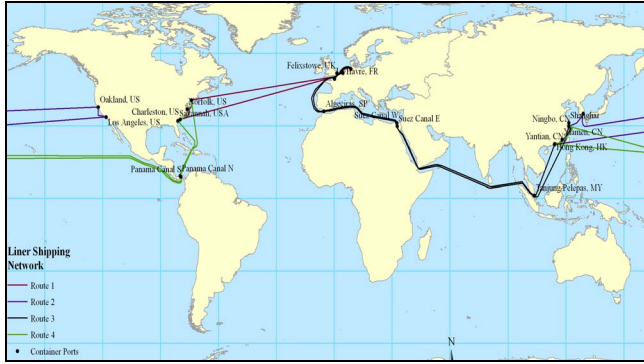 Felixstowe, UK
Le Havre, FR
Oakland, US
Norfolk, US
Charleston, US
Savannah, USA
Los Angeles, US
Algeciras, SP
Suez Canal W
Suez Canal E
Ningbo, CN
Shanghai
Yantian, CN
Xiamen, CN
Hong Kong, HK
Panama Canal S
Panama Canal N
Tanjung Pelepas, MY
Liner Shipping
Network
Route 1
Route 2
Route 3
Route 4
Container Ports
N